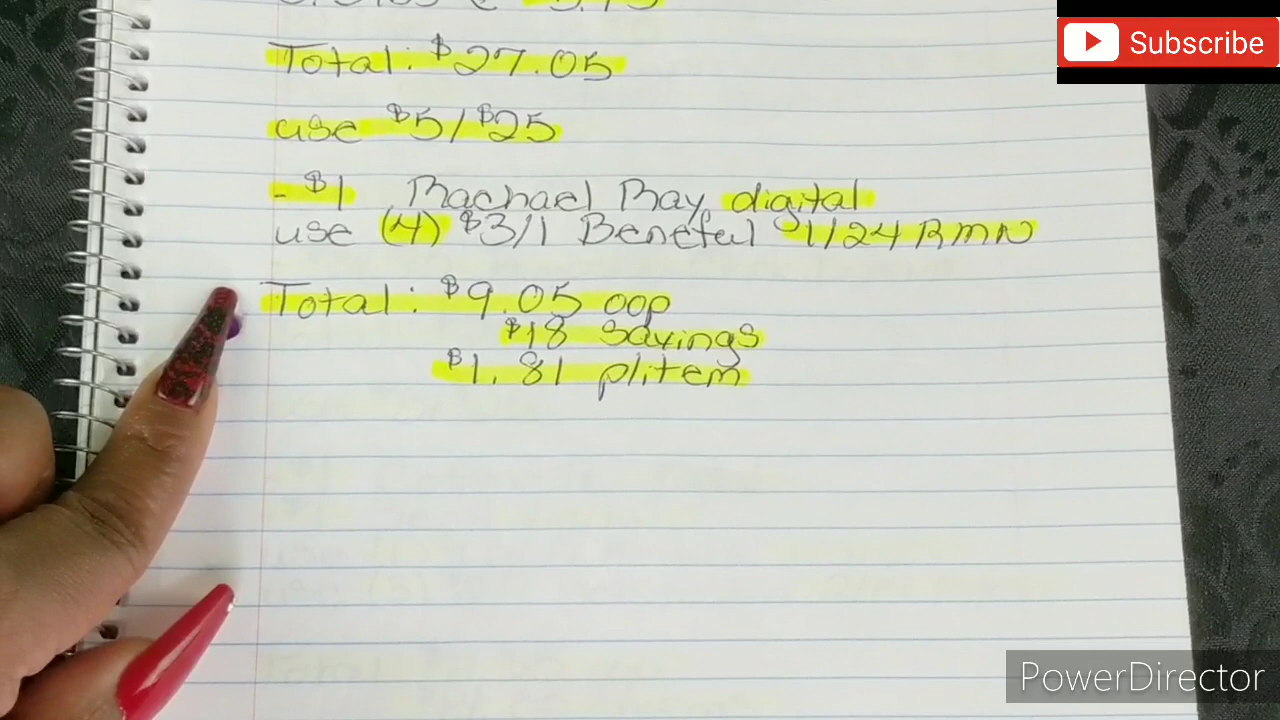 Subscribe
Total: $27.05
use $5/$25
- $1 Rachael Ray digital
use (4) $3/1 Beneful 1/24 RMN
Total: $9.05 oop
$18 savings
$1.81 p/item
PowerDirector